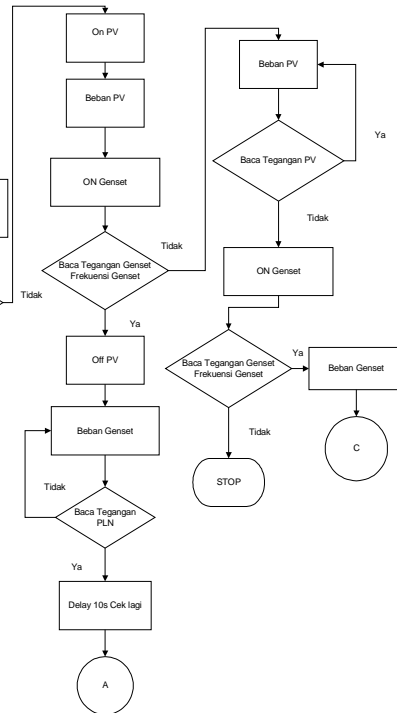 On PV
Beban PV
ON Genset
Baca Tegangan Genset
Frekuensi Genset
Tidak
Tidak
Ya
Off PV
Beban Genset
Tidak
Baca Tegangan
PLN
Ya
Delay 10s Cek lagi
A
Beban PV
Ya
Baca Tegangan PV
Tidak
ON Genset
Baca Tegangan Genset
Frekuensi Genset
Ya
Beban Genset
Tidak
C
STOP